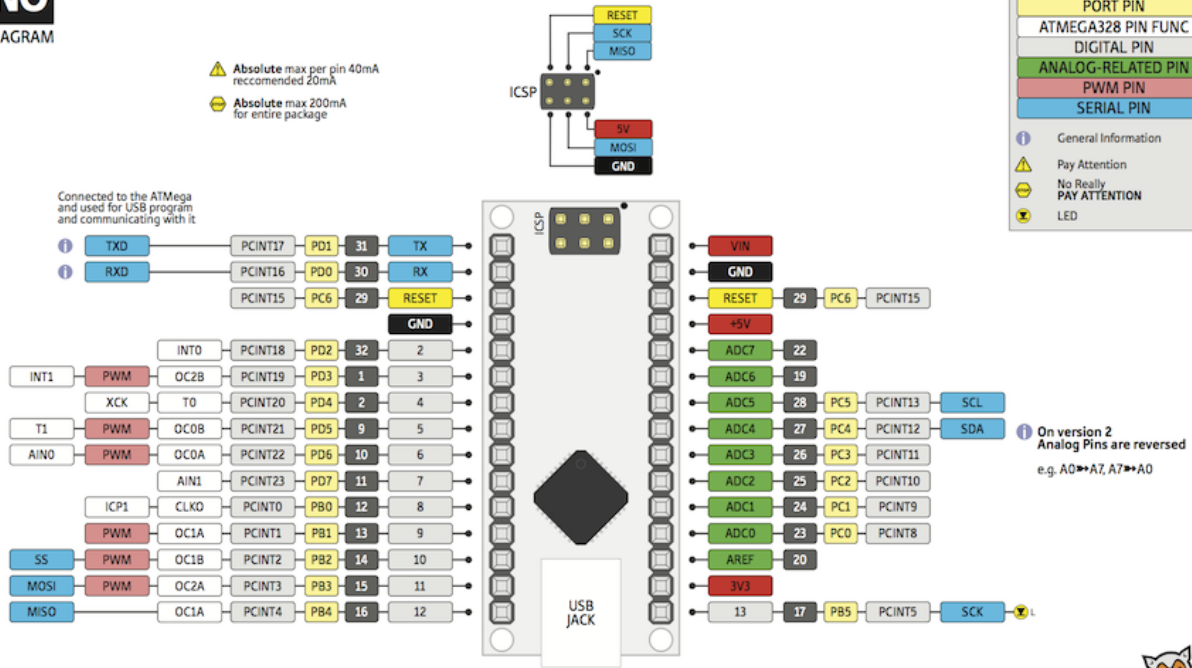 NO
AGRAM
RESET
SCK
MISO
ICSP
5V
MOSI
GND
Absolute max per pin 40mA
reccomended 20mA
Absolute max 200mA
for entire package
PORT PIN
ATMEGA328 PIN FUNC
DIGITAL PIN
ANALOG-RELATED PIN
PWM PIN
SERIAL PIN
General Information
Pay Attention
No Really
PAY ATTENTION
LED
Connected to the ATMega
and used for USB program
and communicating with it
TXD PCINT17 PD1 31 TX
RXD PCINT16 PD0 30 RX
PCINT15 PC6 29 RESET
GND
INT0 PCINT18 PD2 32 2
INT1 PWM OC2B PCINT19 PD3 1 3
XCK T0 PCINT20 PD4 2 4
T1 PWM OC0B PCINT21 PD5 9 5
AIN0 PWM OC0A PCINT22 PD6 10 6
AIN1 PCINT23 PD7 11 7
ICP1 CLKO PCINT0 PB0 12 8
PWM OC1A PCINT1 PB1 13 9
SS PWM OC1B PCINT2 PB2 14 10
MOSI PWM OC2A PCINT3 PB3 15 11
MISO OC1A PCINT4 PB4 16 12
ICSP
USB
JACK
VIN
GND
RESET 29 PC6 PCINT15
+5V
ADC7 22
ADC6 19
ADC5 28 PC5 PCINT13 SCL
ADC4 27 PC4 PCINT12 SDA
ADC3 26 PC3 PCINT11
ADC2 25 PC2 PCINT10
ADC1 24 PC1 PCINT9
ADC0 23 PC0 PCINT8
AREF 20
3V3
13 17 PB5 PCINT5 SCK L
On version 2
Analog Pins are reversed
e.g. A0➽A7, A7➽A0